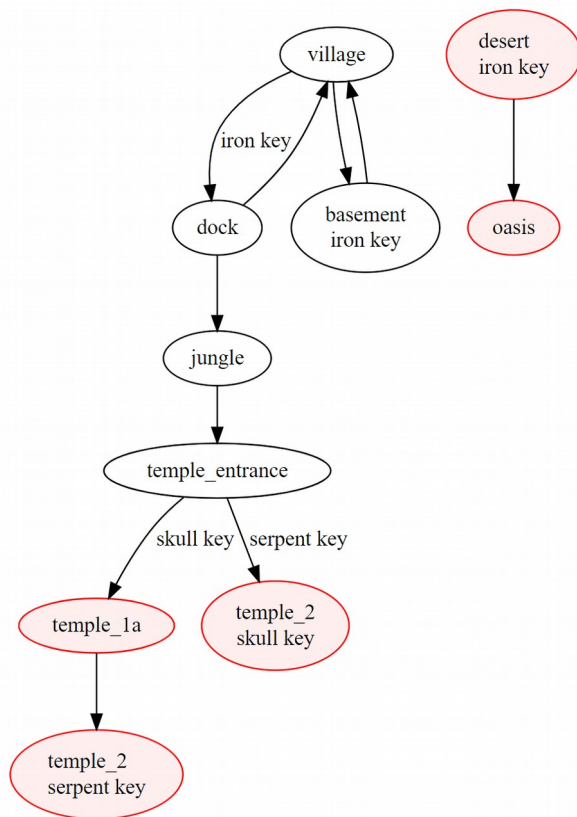 village
desert
iron key
iron key
dock
basement
iron key
oasis
jungle
temple_entrance
skull key
serpent key
temple_1a
temple_2
skull key
temple_2
serpent key